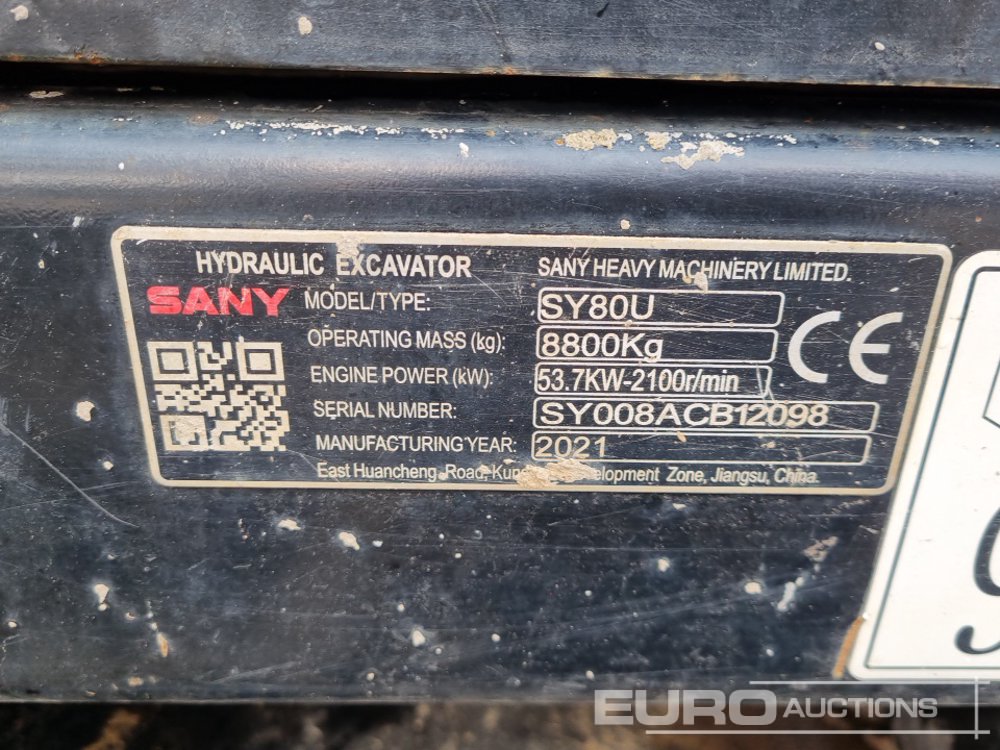 HYDRAULIC EXCAVATOR
SANY HEAVY MACHINERY LIMITED.
SANY
MODEL/TYPE: SY80U
OPERATING MASS (kg): 8800Kg
CE
ENGINE POWER (kW): 53.7KW-2100r/min
SERIAL NUMBER: SY008ACB12098
MANUFACTURING YEAR: 2021
East Huancheng Road, Zone, Jiangsu, China.
EURO AUCTIONS